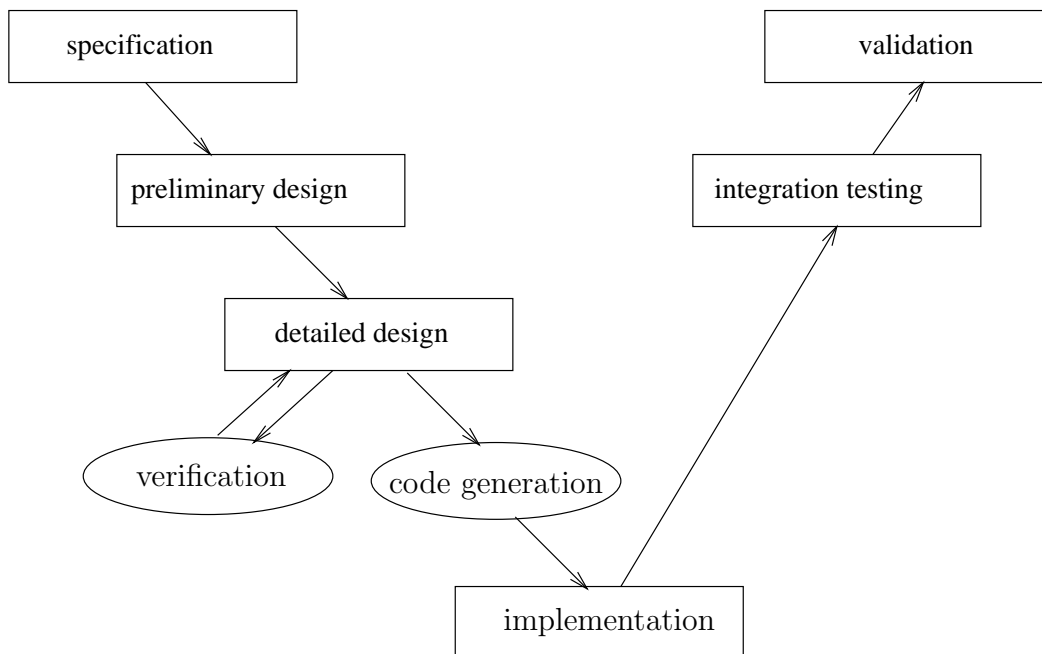 specification
validation
preliminary design
integration testing
detailed design
verification
code generation
implementation